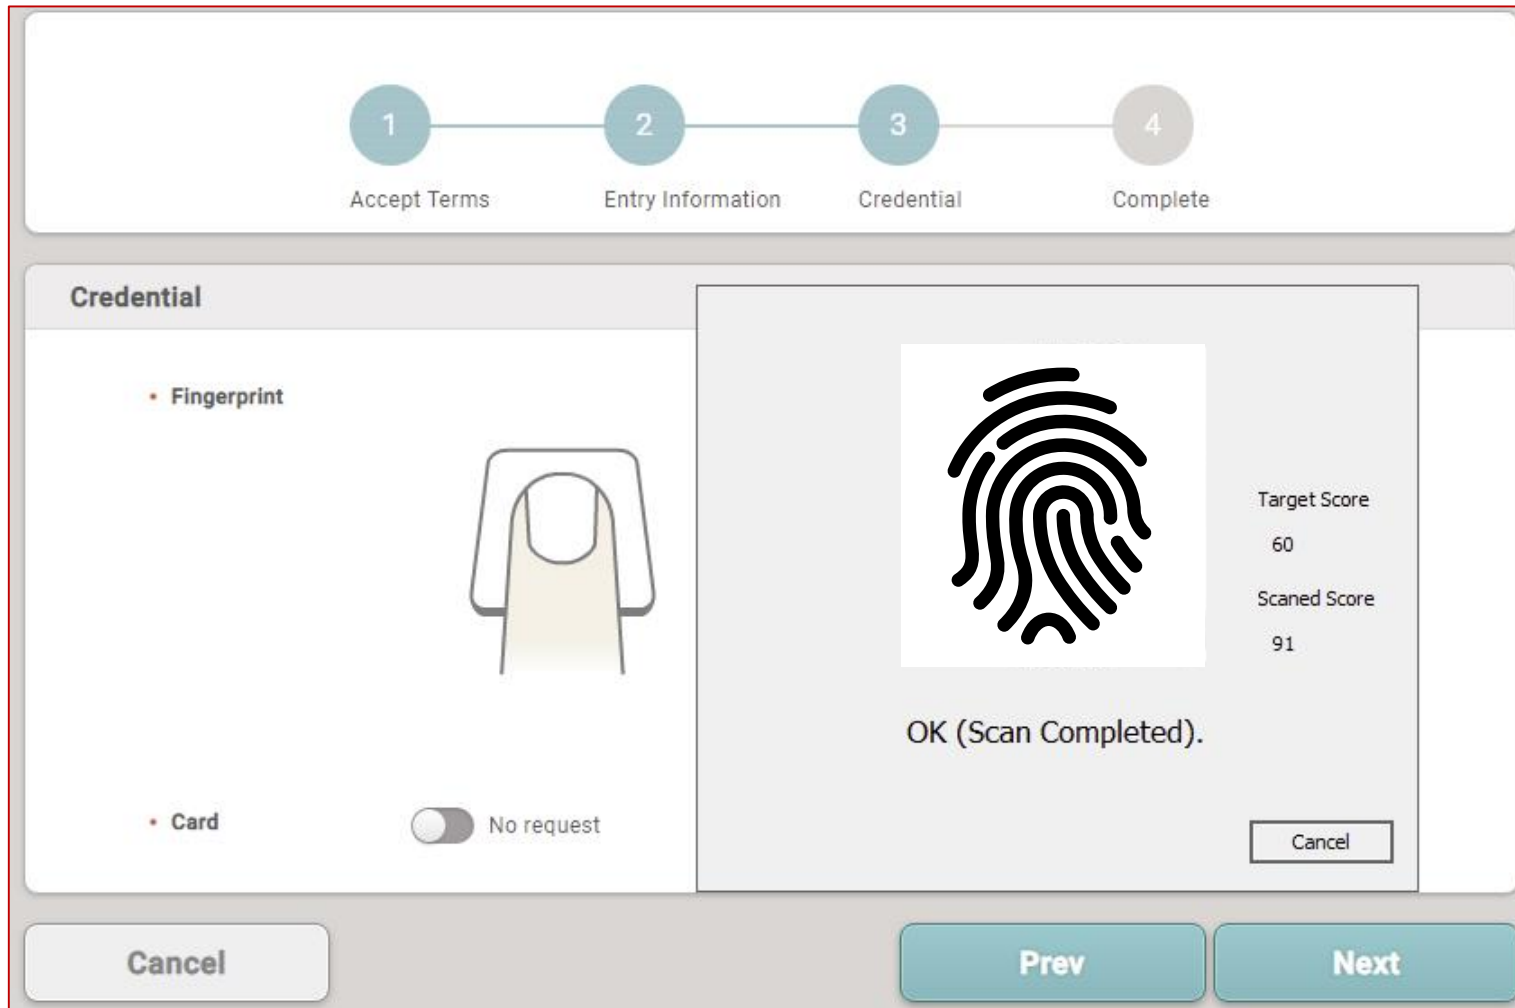 1
2
3
4
Accept Terms
Entry Information
Credential
Complete
Credential
• Fingerprint
Target Score
60
Scaned Score
91
OK (Scan Completed).
• Card
No request
Cancel
Cancel
Prev
Next